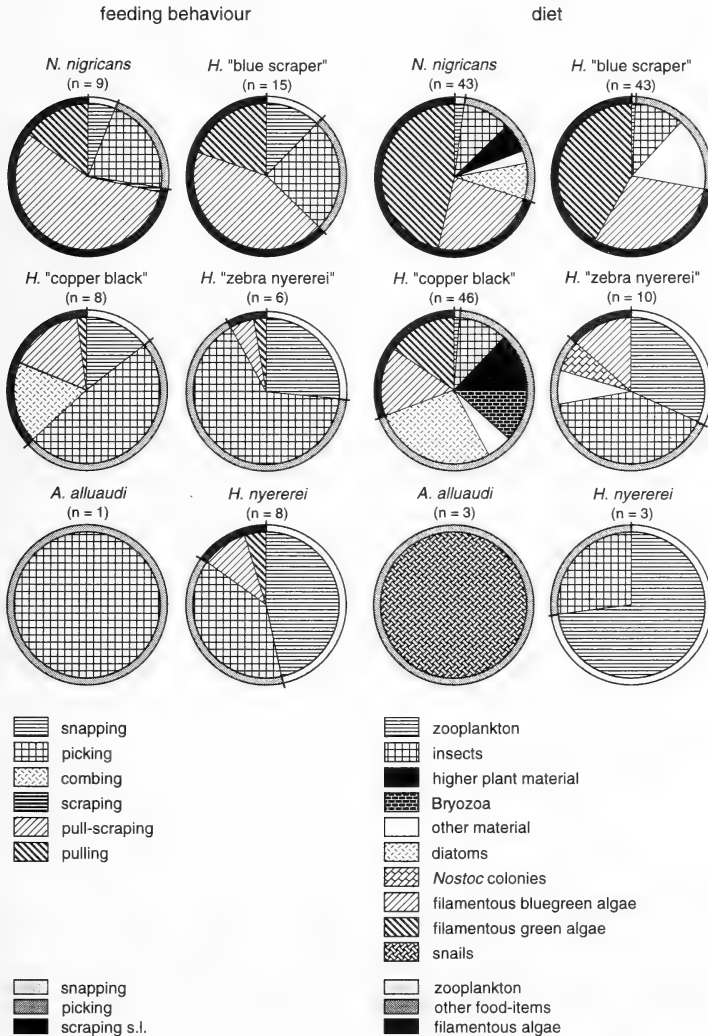 feeding behaviour
diet
N. nigricans
(n = 9)
H. "blue scraper"
(n = 15)
N. nigricans
(n = 43)
H. "blue scraper"
(n = 43)
H. "copper black"
(n = 8)
H. "zebra nyererei"
(n = 6)
H. "copper black"
(n = 46)
H. "zebra nyererei"
(n = 10)
A. alluaudi
(n = 1)
H. nyererei
(n = 8)
A. alluaudi
(n = 3)
H. nyererei
(n = 3)
snapping
picking
combing
scraping
pull-scraping
pulling
zooplankton
insects
higher plant material
Bryozoa
other material
diatoms
Nostoc colonies
filamentous bluegreen algae
filamentous green algae
snails
snapping
picking
scraping s.l.
zooplankton
other food-items
filamentous algae